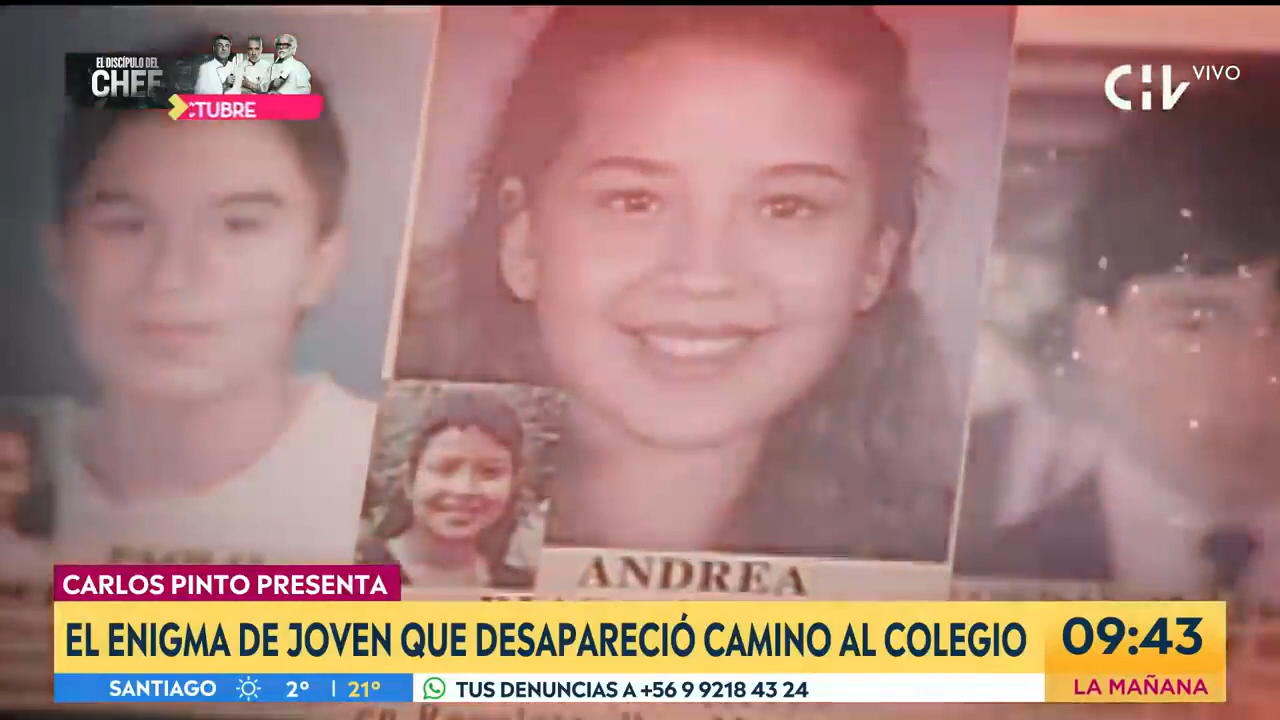 EL DISCÍPULO DEL
CHEF
CTUBRE
CHV VIVO
ANDREA
CARLOS PINTO PRESENTA
EL ENIGMA DE JOVEN QUE DESAPARECIÓ CAMINO AL COLEGIO
09:43
SANTIAGO 2° | 21° TUS DENUNCIAS A +56 9 9218 43 24
LA MAÑANA